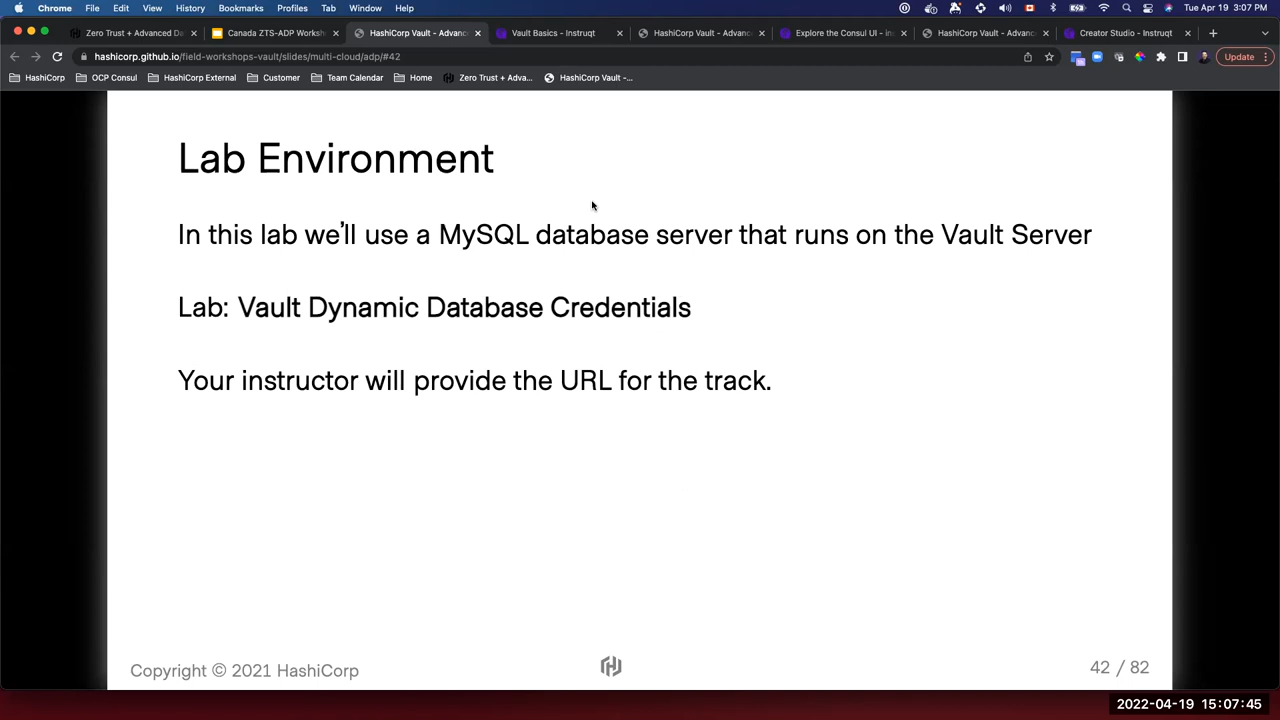 Chrome File Edit View History Bookmarks Profiles Tab Window Help Tue Apr 19 3:07 PM
Zero Trust + Advanced Da Canada ZTS-ADP Worksh HashiCorp Vault - Advanc Vault Basics - Instruqt HashiCorp Vault - Advanc Explore the Consul UI - ins HashiCorp Vault - Advanc Creator Studio - Instruqt
hashicorp.github.io/field-workshops-vault/slides/multi-cloud/adp/#42 Update
HashiCorp OCP Consul HashiCorp External Customer Team Calendar Home Zero Trust + Adva... HashiCorp Vault -...
Lab Environment
In this lab we’ll use a MySQL database server that runs on the Vault Server
Lab: Vault Dynamic Database Credentials
Your instructor will provide the URL for the track.
Copyright © 2021 HashiCorp 42 / 82
2022-04-19 15:07:45